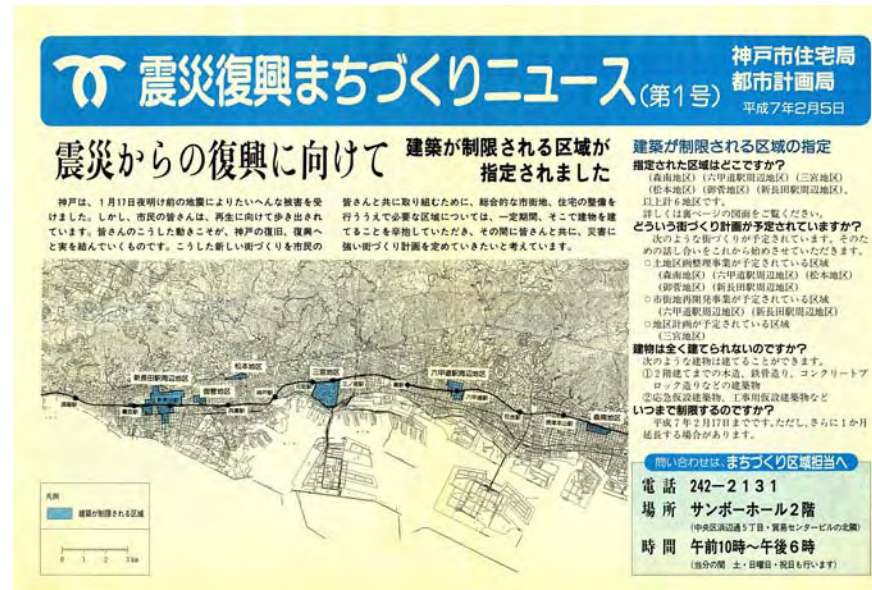 震災復興まちづくりニュース(第1号)
神戸市住宅局
都市計画局
平成7年2月5日
震災からの復興に向けて
建築が制限される区域が
指定されました
神戸は、1月17日夜明け前の地震によりたいへんな被害を受
けました。しかし、市民の皆さんは、再生に向けて歩き出され
ています。皆さんのこうした動きこそが、神戸の復旧、復興へ
と実を結んでいくものです。こうした新しい街づくりを市民の
皆さんと共に取り組むために、総合的な市街地、住宅の整備を
行ううえで必要な区域については、一定期間、そこで建物を建
てることを辛抱していただき、その間に皆さんと共に、災害に
強い街づくり計画を定めていきたいと考えています。
建築が制限される区域の指定
指定された区域はどこですか?
(森南地区)(六甲道駅周辺地区)(三宮地区)
(松本地区)(御菅地区)(新長田駅周辺地区)、
以上計6地区です。
詳しくは裏ページの図面をご覧ください。
どういう街づくり計画が予定されていますか?
次のような街づくりが予定されています。そのた
めの話し合いをこれから始めさせていただきます。
○土地区画整理事業が予定されている区域
(森南地区)(六甲道駅周辺地区)(松本地区)
(御菅地区)(新長田駅周辺地区)
○市街地再開発事業が予定されている区域
(六甲道駅周辺地区)(新長田駅周辺地区)
○地区計画が予定されている区域
(三宮地区)
建物は全く建てられないのですか?
次のような建物は建てることができます。
①2階建てまでの木造、鉄骨造り、コンクリートブ
ロック造りなどの建築物
②応急仮設建築物、工事用仮設建築物など
いつまで制限するのですか?
平成7年2月17日までです。ただし、さらに1か月
延長する場合があります。
新長田駅周辺地区
松本地区
御菅地区
三宮地区
六甲道駅周辺地区
森南地区
凡例
建築が制限される区域
0 1 2 3km
問い合わせは、まちづくり区域担当へ
電話 242-2131
場所 サンボーホール2階
(中央区浜辺通5丁目・貿易センタービルの北隣)
時間 午前10時~午後6時
(当分の間 土・日曜日・祝日も行います)